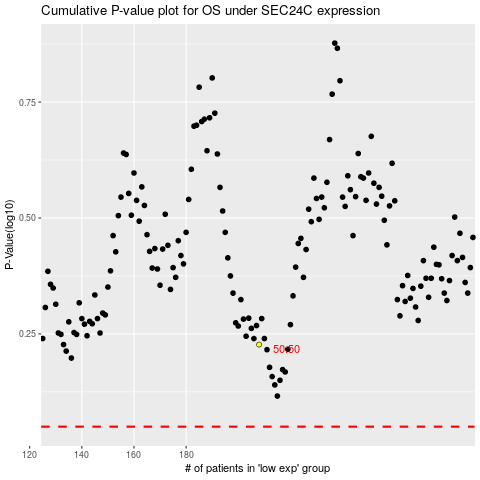 Cumulative P-value plot for OS under SEC24C expression
P-Value(log10)
0.75
0.50
0.25
50:50
120 140 160 180
# of patients in 'low exp' group